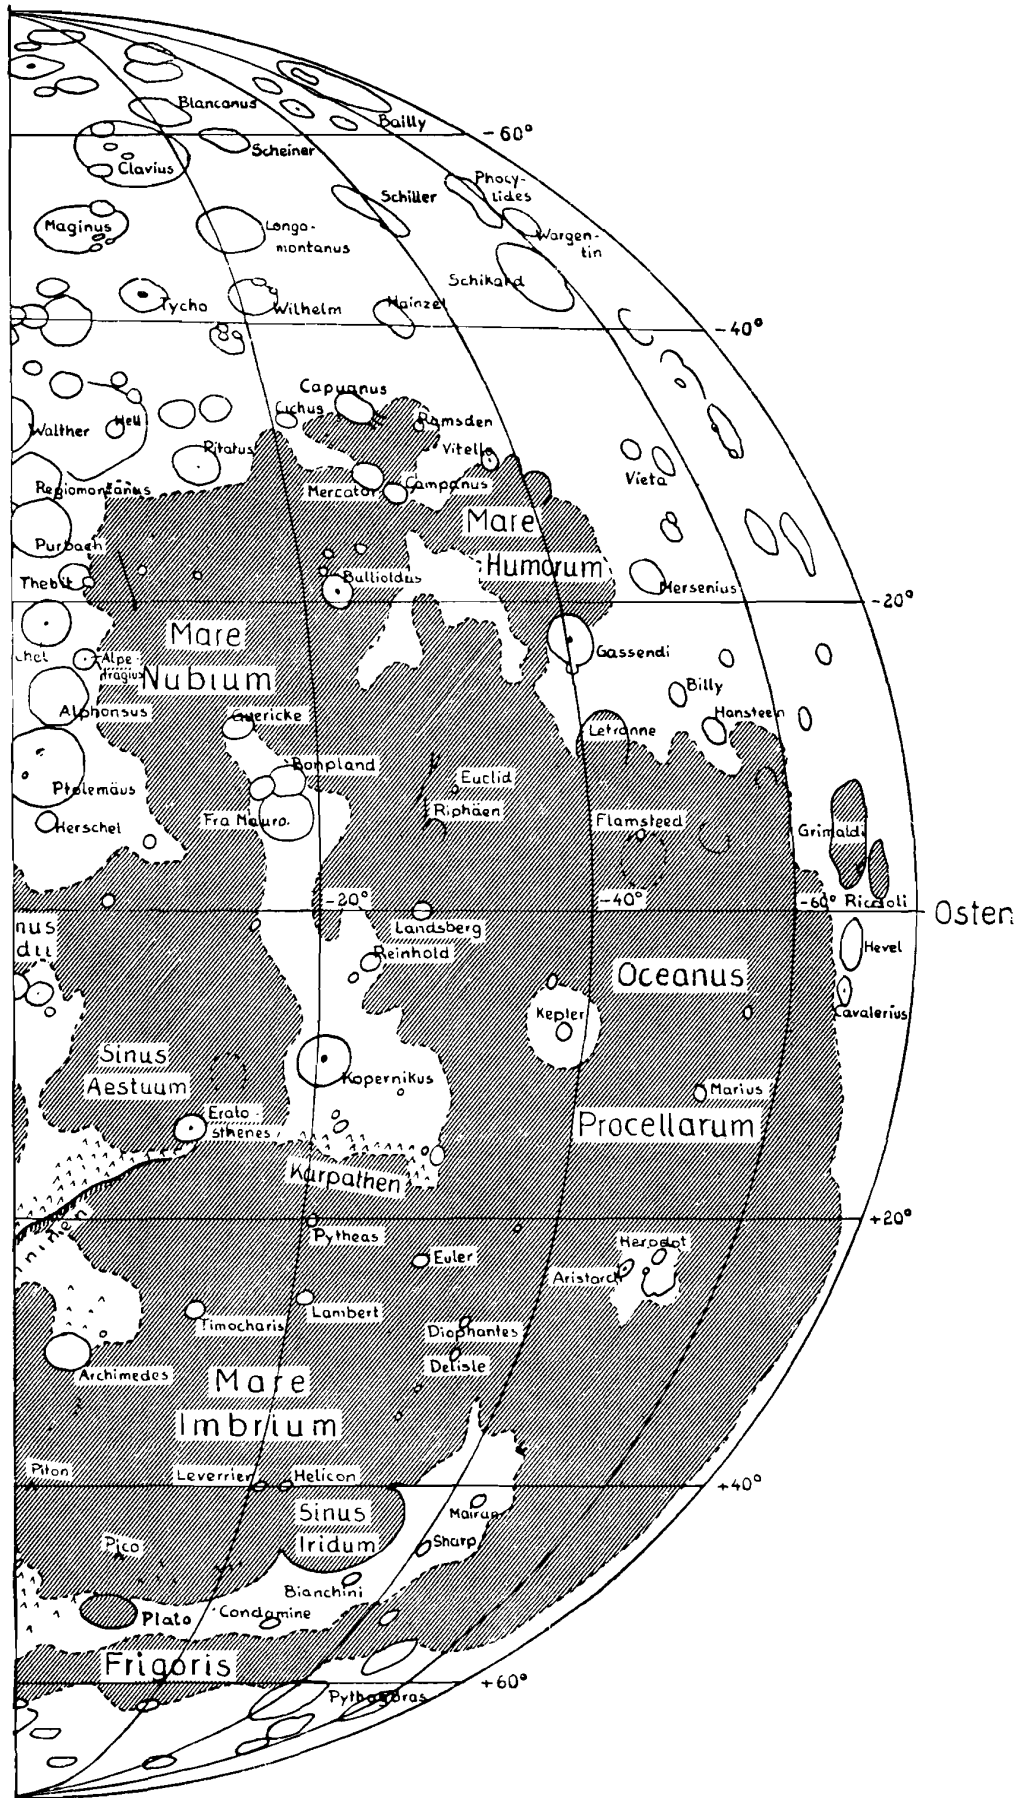 Blancanus
Bailly
-60°
Clavius
Scheiner
Phocy-
lides
Schiller
Maginus
Longo-
montanus
Wargen-
tin
Schikard
Tycho
Wilhelm
Hainzel
-40°
Capuanus
Cichus
Ramsden
Walther
Hell
Pitatus
Vitello
Vieta
Regiomontanus
Mercator
Campanus
Mare
Humorum
Purbach
Thebit
Bullioldus
Mersenius
-20°
Mare
Nubium
chel
Alpe-
tragius
Gassendi
Billy
Alphonsus
Guericke
Letronne
Hansteen
Bonpland
Euclid
Ptolemäus
Riphäen
Herschel
Fra Mauro
Flamsteed
Grimaldi
-20°
-40°
-60°
Riccioli
Osten
Landsberg
nus
dii
Reinhold
Hevel
Oceanus
Kepler
Cavalerius
Sinus
Aestuum
Kopernikus
Marius
Erato-
sthenes
Procellarum
Karpathen
+20°
Pytheas
Euler
Herodot
Aristarch
Timocharis
Lambert
Diophantes
Delisle
Archimedes
Mare
Imbrium
Piton
Leverrier
Helicon
+40°
Sinus
Iridum
Mairan
Sharp
Pico
Bianchini
Plato
Condamine
Frigoris
+60°
Pythagoras